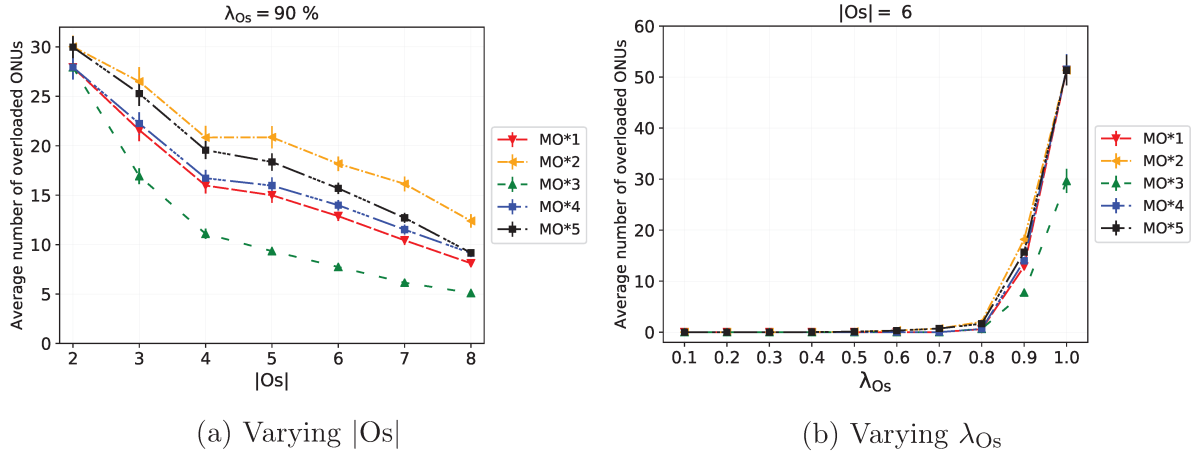 λOs = 90 %
Average number of overloaded ONUs
30
25
20
15
10
5
0
2 3 4 5 6 7 8
|Os|
MO*1
MO*2
MO*3
MO*4
MO*5
(a) Varying |Os|
|Os| = 6
Average number of overloaded ONUs
60
50
40
30
20
10
0
0.1 0.2 0.3 0.4 0.5 0.6 0.7 0.8 0.9 1.0
λOs
MO*1
MO*2
MO*3
MO*4
MO*5
(b) Varying λOs